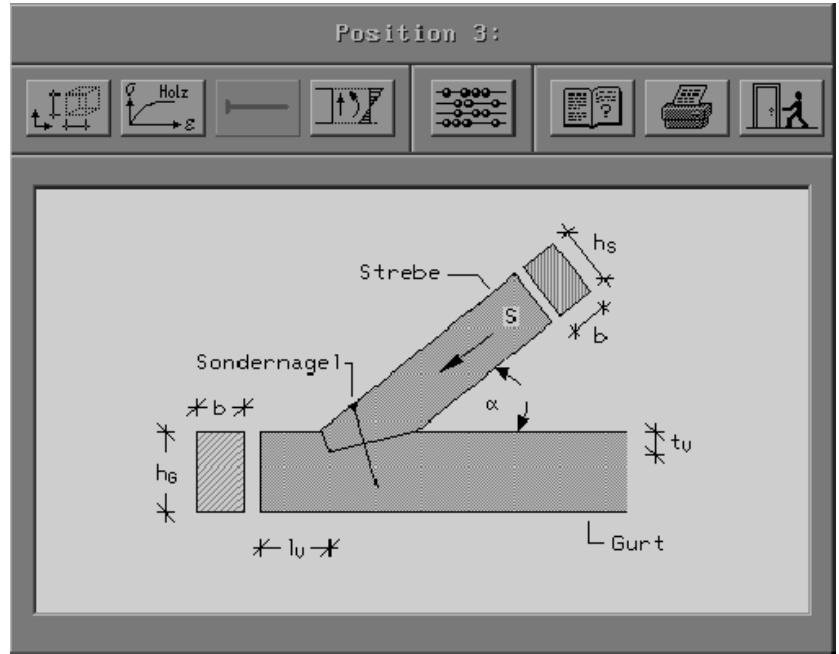 Position 3:
σ Holz
ε
?
hS
Strebe
S
b
Sondernagel
b
α
tv
hG
lv
Gurt